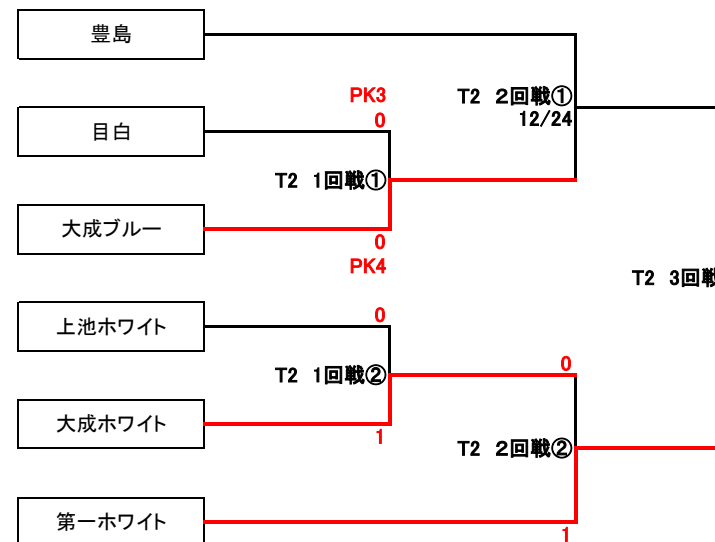 豊島
PK3
T2 2回戦①
0
12/24
目白
T2 1回戦①
大成ブルー
0
PK4
T2 3回戦
0
上池ホワイト
0
T2 1回戦②
大成ホワイト
1
T2 2回戦②
第一ホワイト
1